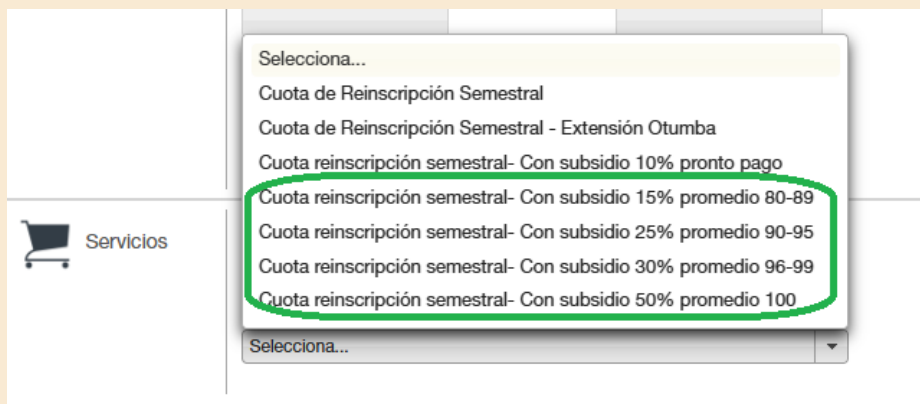 Selecciona...
Cuota de Reinscripción Semestral
Cuota de Reinscripción Semestral - Extensión Otumba
Cuota reinscripción semestral- Con subsidio 10% pronto pago
Cuota reinscripción semestral- Con subsidio 15% promedio 80-89
Servicios
Cuota reinscripción semestral- Con subsidio 25% promedio 90-95
Cuota reinscripción semestral- Con subsidio 30% promedio 96-99
Cuota reinscripción semestral- Con subsidio 50% promedio 100
Selecciona...